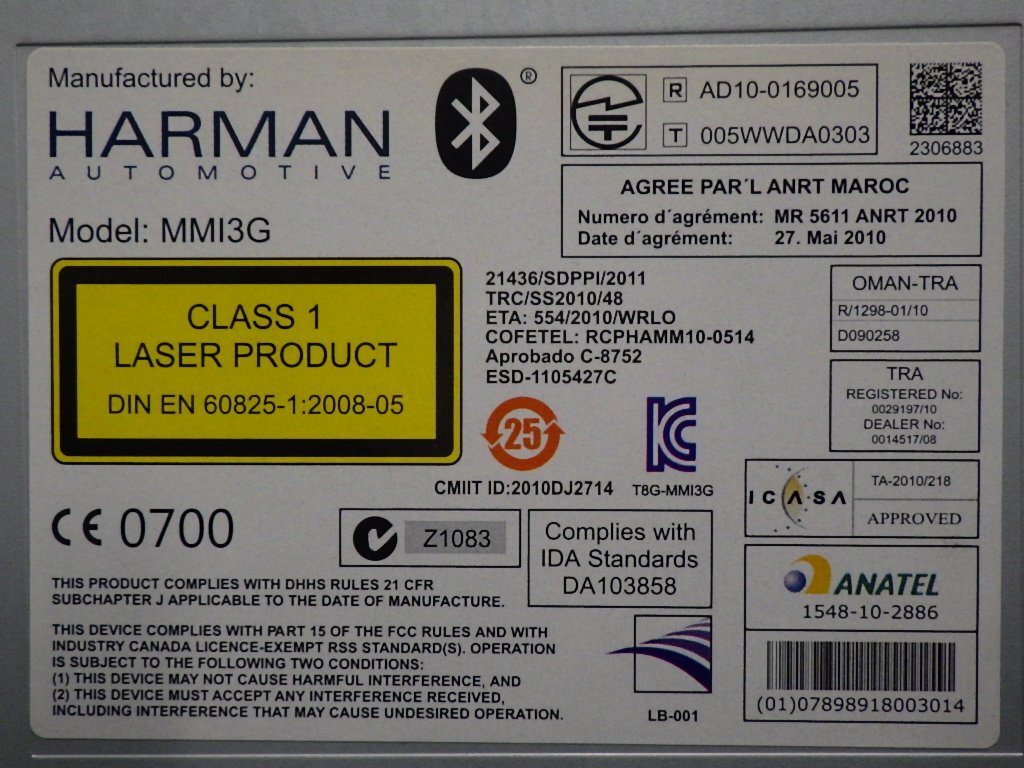 Manufactured by:
HARMAN
AUTOMOTIVE
®
R AD10-0169005
T 005WWDA0303
2306883
AGREE PAR´L ANRT MAROC
Numero d´agrément: MR 5611 ANRT 2010
Date d´agrément: 27. Mai 2010
Model: MMI3G
CLASS 1
LASER PRODUCT
DIN EN 60825-1:2008-05
21436/SDPPI/2011
TRC/SS2010/48
ETA: 554/2010/WRLO
COFETEL: RCPHAMM10-0514
Aprobado C-8752
ESD-1105427C
OMAN-TRA
R/1298-01/10
D090258
TRA
REGISTERED No:
0029197/10
DEALER No:
0014517/08
25
CMIIT ID:2010DJ2714
T8G-MMI3G
ICASA
TA-2010/218
APPROVED
CE 0700
Z1083
Complies with
IDA Standards
DA103858
ANATEL
1548-10-2886
(01)07898918003014
THIS PRODUCT COMPLIES WITH DHHS RULES 21 CFR
SUBCHAPTER J APPLICABLE TO THE DATE OF MANUFACTURE.
THIS DEVICE COMPLIES WITH PART 15 OF THE FCC RULES AND WITH
INDUSTRY CANADA LICENCE-EXEMPT RSS STANDARD(S). OPERATION
IS SUBJECT TO THE FOLLOWING TWO CONDITIONS:
(1) THIS DEVICE MAY NOT CAUSE HARMFUL INTERFERENCE, AND
(2) THIS DEVICE MUST ACCEPT ANY INTERFERENCE RECEIVED,
INCLUDING INTERFERENCE THAT MAY CAUSE UNDESIRED OPERATION.
LB-001